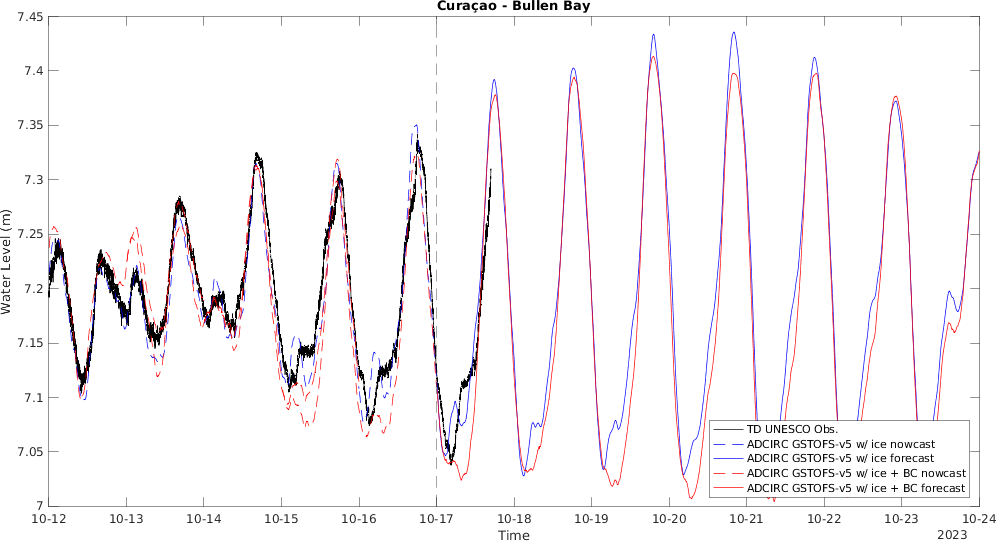 Curaçao - Bullen Bay
7.45
7.4
7.35
7.3
7.25
7.2
7.15
7.1
7.05
7
Water Level (m)
TD UNESCO Obs.
ADCIRC GSTOFS-v5 w/ ice nowcast
ADCIRC GSTOFS-v5 w/ ice forecast
ADCIRC GSTOFS-v5 w/ ice + BC nowcast
ADCIRC GSTOFS-v5 w/ ice + BC forecast
10-12 10-13 10-14 10-15 10-16 10-17 10-18 10-19 10-20 10-21 10-22 10-23 10-24
Time
2023